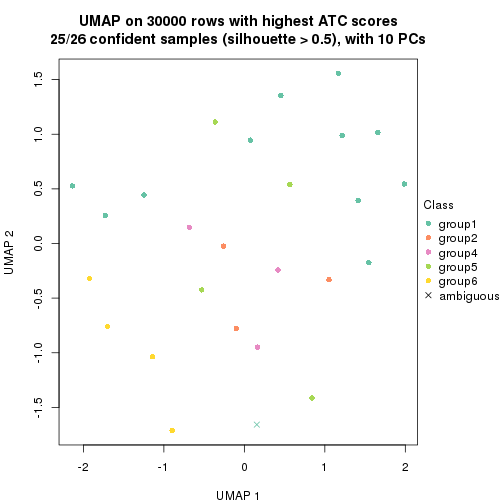 UMAP on 30000 rows with highest ATC scores
25/26 confident samples (silhouette > 0.5), with 10 PCs
1.5
1.0
0.5
0.0
-0.5
-1.0
-1.5
UMAP 2
-2
-1
0
1
2
UMAP 1
Class
group1
group2
group4
group5
group6
ambiguous